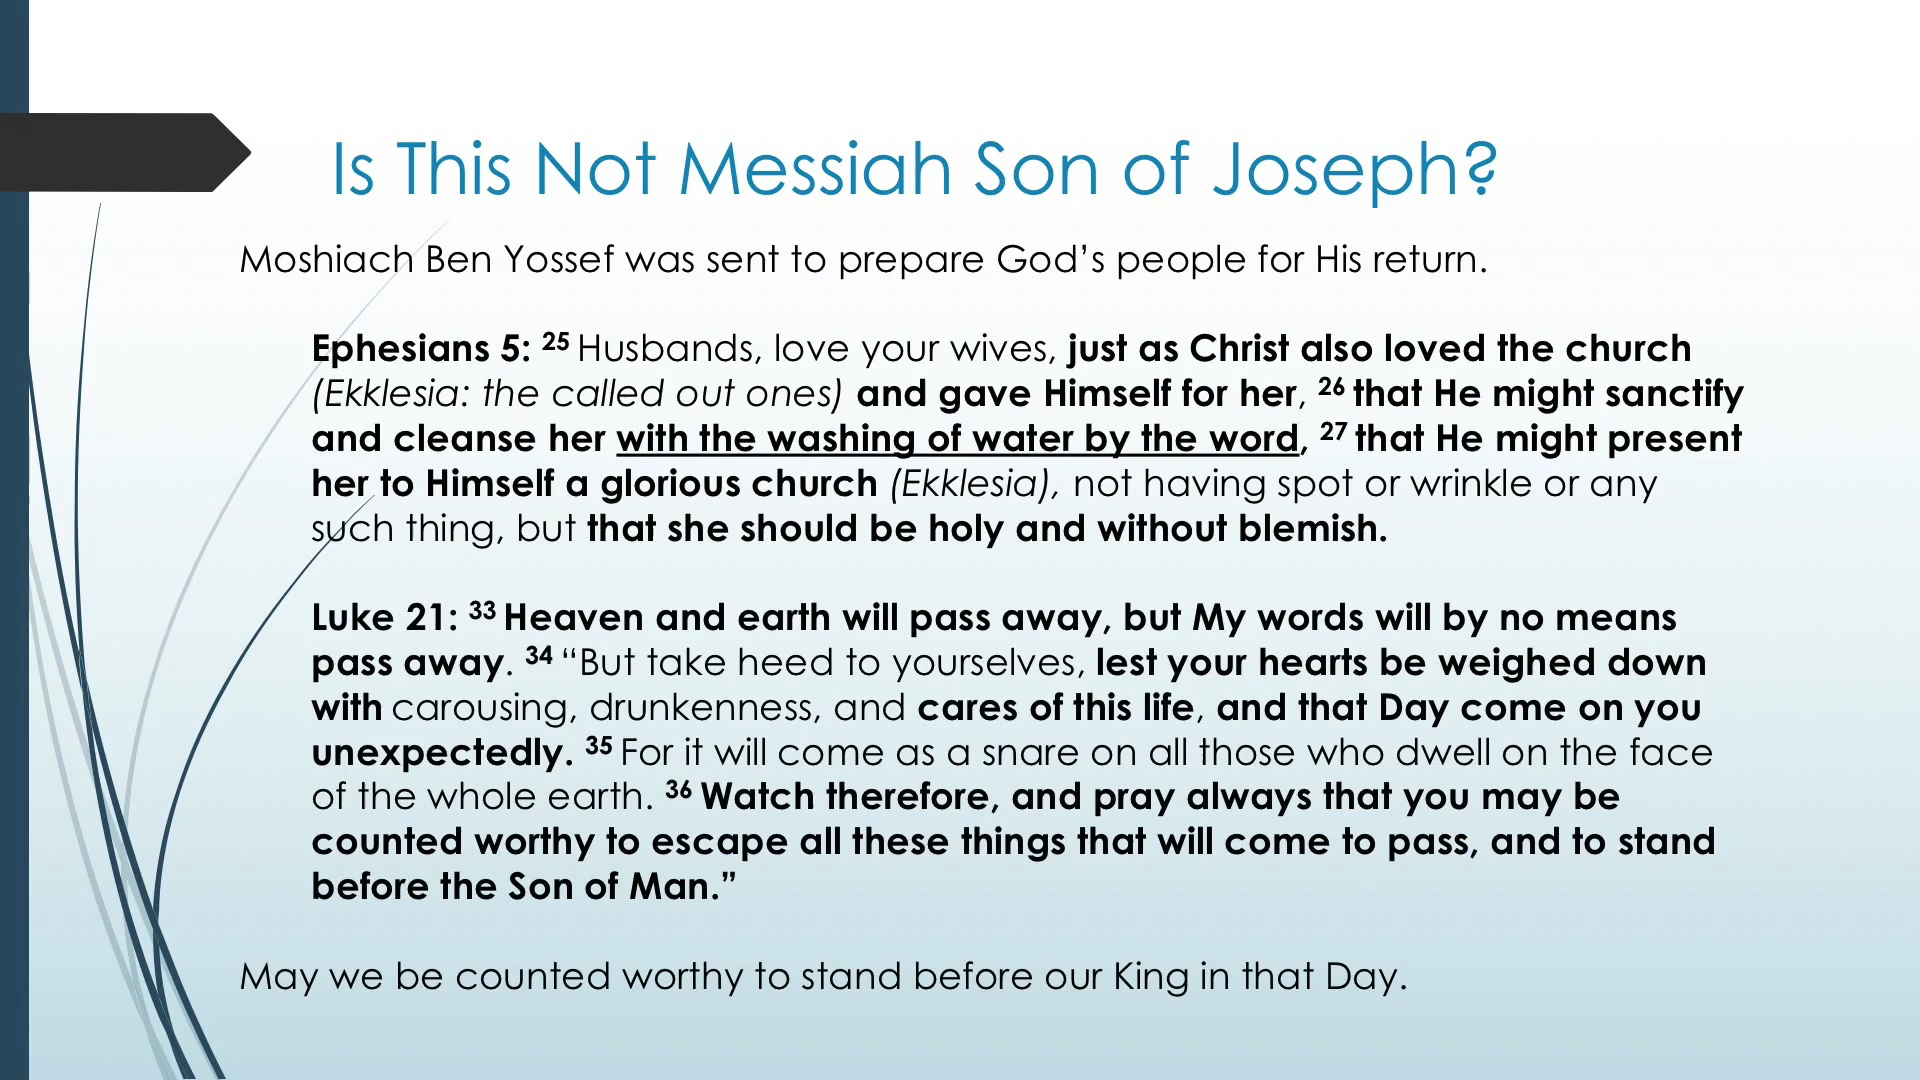 Is This Not Messiah Son of Joseph?
Moshiach Ben Yossef was sent to prepare God’s people for His return.
Ephesians 5: 25 Husbands, love your wives, just as Christ also loved the church
(Ekklesia: the called out ones) and gave Himself for her, 26 that He might sanctify
and cleanse her with the washing of water by the word, 27 that He might present
her to Himself a glorious church (Ekklesia), not having spot or wrinkle or any
such thing, but that she should be holy and without blemish.
Luke 21: 33 Heaven and earth will pass away, but My words will by no means
pass away. 34 “But take heed to yourselves, lest your hearts be weighed down
with carousing, drunkenness, and cares of this life, and that Day come on you
unexpectedly. 35 For it will come as a snare on all those who dwell on the face
of the whole earth. 36 Watch therefore, and pray always that you may be
counted worthy to escape all these things that will come to pass, and to stand
before the Son of Man.”
May we be counted worthy to stand before our King in that Day.